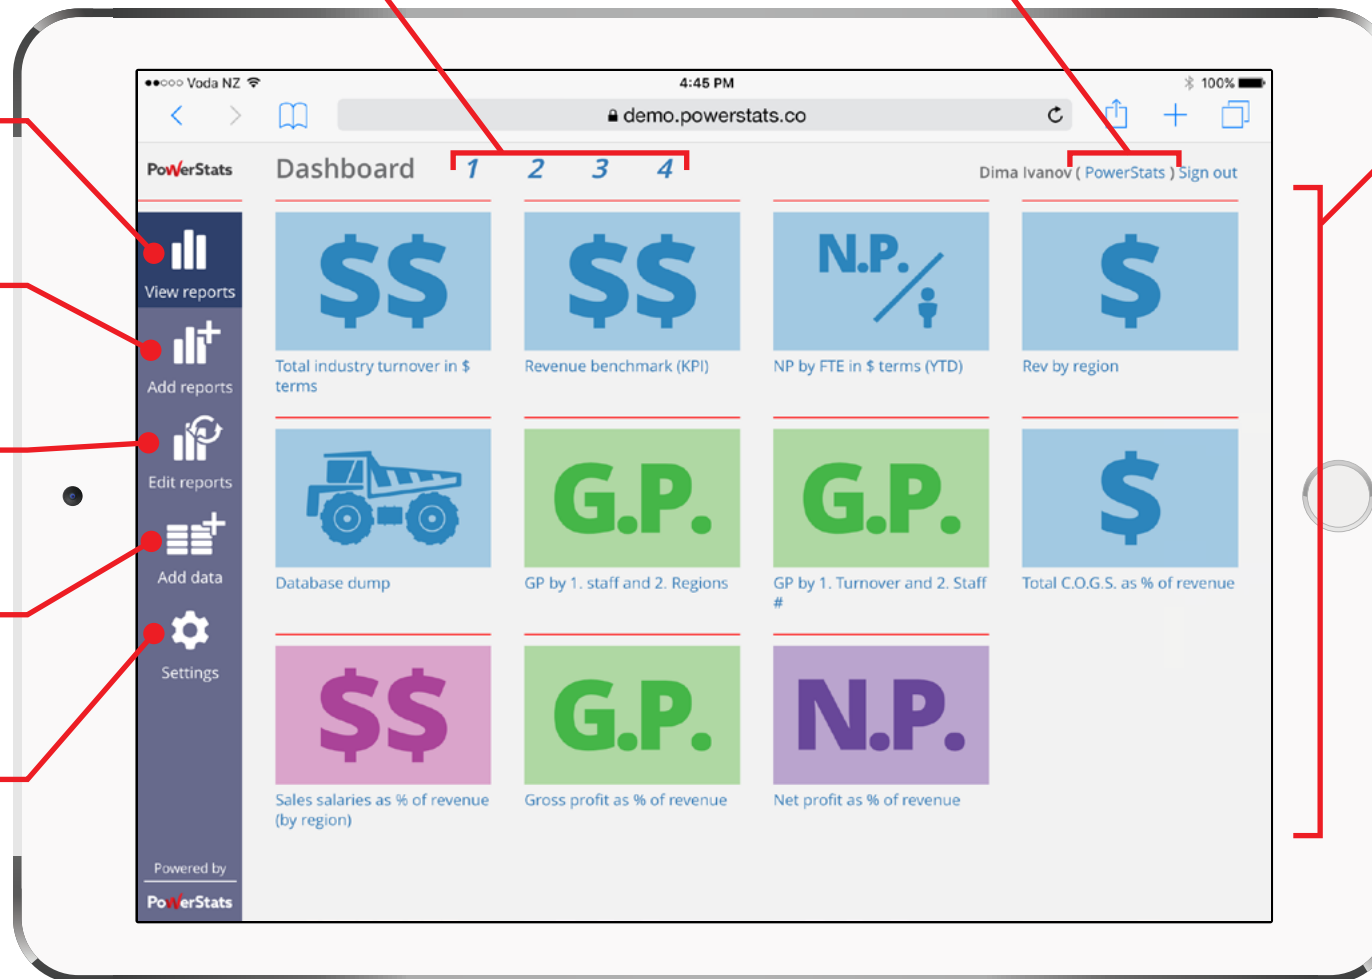 Voda NZ
4:45 PM
100%
demo.powerstats.co
PowerStats
Dashboard 1 2 3 4
Dima Ivanov ( PowerStats ) Sign out
View reports
Add reports
Edit reports
Add data
Settings
Powered by
PowerStats
$$
$$
N.P.
$
Total industry turnover in $
terms
Revenue benchmark (KPI)
NP by FTE in $ terms (YTD)
Rev by region
G.P.
G.P.
$
Database dump
GP by 1. staff and 2. Regions
GP by 1. Turnover and 2. Staff
#
Total C.O.G.S. as % of revenue
$$
G.P.
N.P.
Sales salaries as % of revenue
(by region)
Gross profit as % of revenue
Net profit as % of revenue